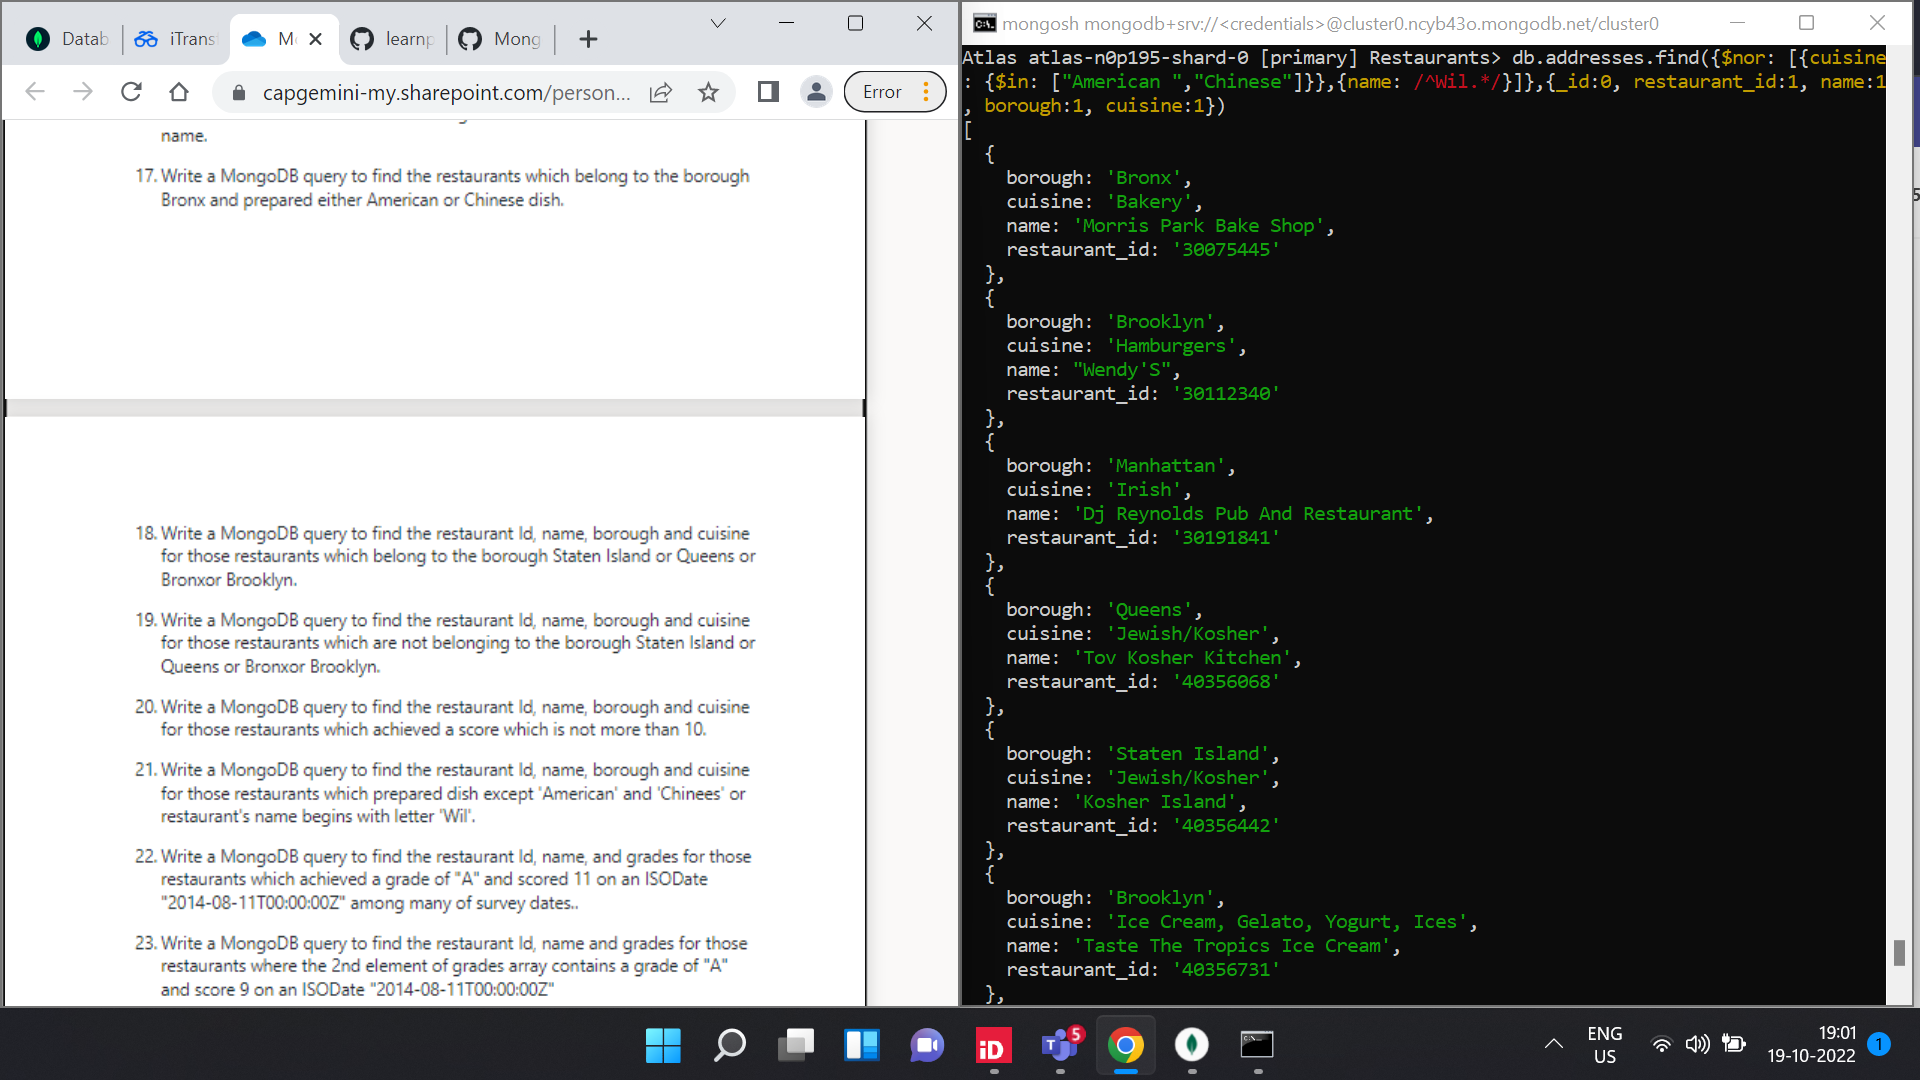 Datab
iTrans
M
learnp
Mong
capgemini-my.sharepoint.com/person...
Error
name.
17. Write a MongoDB query to find the restaurants which belong to the borough
Bronx and prepared either American or Chinese dish.
18. Write a MongoDB query to find the restaurant Id, name, borough and cuisine
for those restaurants which belong to the borough Staten Island or Queens or
Bronxor Brooklyn.
19. Write a MongoDB query to find the restaurant Id, name, borough and cuisine
for those restaurants which are not belonging to the borough Staten Island or
Queens or Bronxor Brooklyn.
20. Write a MongoDB query to find the restaurant Id, name, borough and cuisine
for those restaurants which achieved a score which is not more than 10.
21. Write a MongoDB query to find the restaurant Id, name, borough and cuisine
for those restaurants which prepared dish except 'American' and 'Chinees' or
restaurant's name begins with letter 'Wil'.
22. Write a MongoDB query to find the restaurant Id, name, and grades for those
restaurants which achieved a grade of "A" and scored 11 on an ISODate
"2014-08-11T00:00:00Z" among many of survey dates..
23. Write a MongoDB query to find the restaurant Id, name and grades for those
restaurants where the 2nd element of grades array contains a grade of "A"
and score 9 on an ISODate "2014-08-11T00:00:00Z"
mongosh mongodb+srv://<credentials>@cluster0.ncyb43o.mongodb.net/cluster0
Atlas atlas-n0p195-shard-0 [primary] Restaurants> db.addresses.find({$nor: [{cuisine
: {$in: ["American ","Chinese"]}},{name: /^Wil.*/}]},{_id:0, restaurant_id:1, name:1
, borough:1, cuisine:1})
[
{
borough: 'Bronx',
cuisine: 'Bakery',
name: 'Morris Park Bake Shop',
restaurant_id: '30075445'
},
{
borough: 'Brooklyn',
cuisine: 'Hamburgers',
name: "Wendy'S",
restaurant_id: '30112340'
},
{
borough: 'Manhattan',
cuisine: 'Irish',
name: 'Dj Reynolds Pub And Restaurant',
restaurant_id: '30191841'
},
{
borough: 'Queens',
cuisine: 'Jewish/Kosher',
name: 'Tov Kosher Kitchen',
restaurant_id: '40356068'
},
{
borough: 'Staten Island',
cuisine: 'Jewish/Kosher',
name: 'Kosher Island',
restaurant_id: '40356442'
},
{
borough: 'Brooklyn',
cuisine: 'Ice Cream, Gelato, Yogurt, Ices',
name: 'Taste The Tropics Ice Cream',
restaurant_id: '40356731'
},
5
iD
T
5
ENG
US
19:01
19-10-2022
1